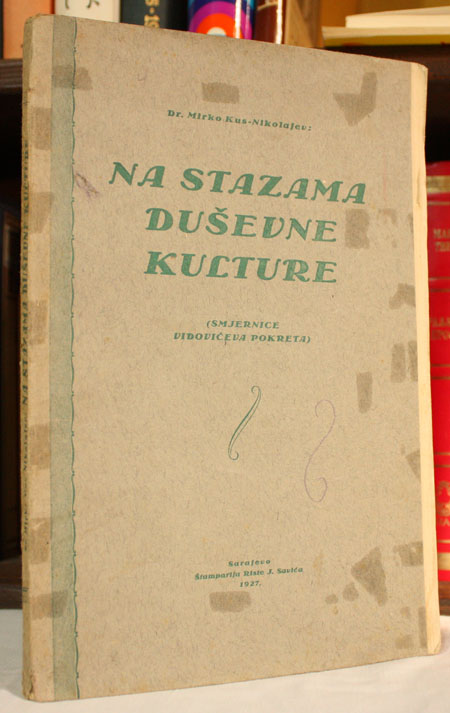 Dr. Mirko Kus-Nikolajev:
NA STAZAMA
DUŠEVNE
KULTURE
(SMJERNICE
VIDOVIĆEVA POKRETA)
Sarajevo
Štamparija Riste J. Savića
1927.